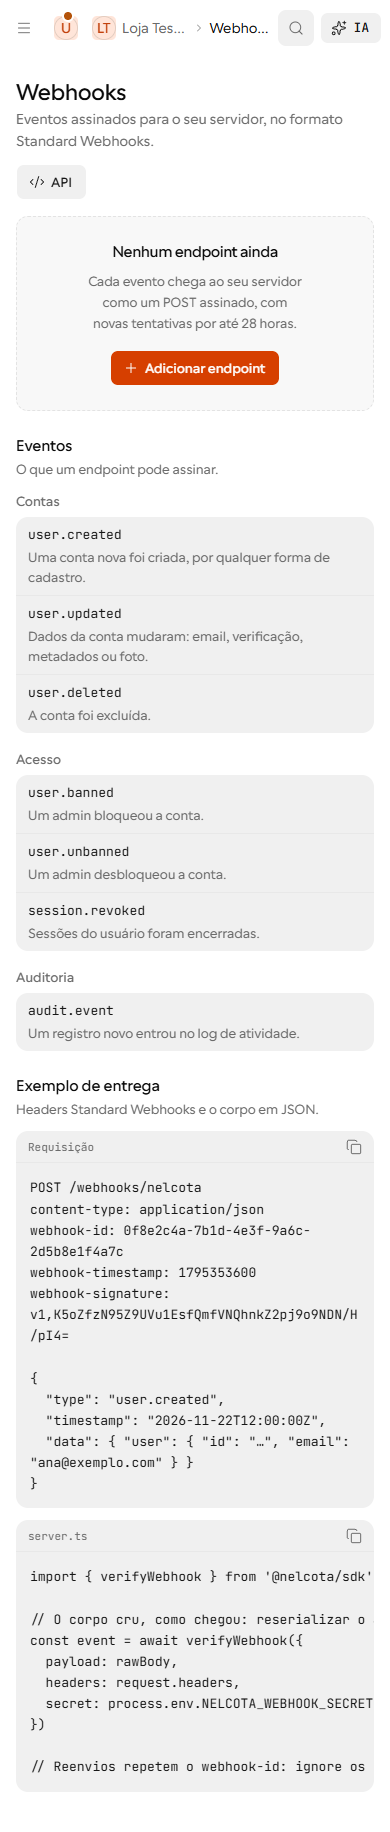 U LT Loja Tes... > Webho... IA
Webhooks
Eventos assinados para o seu servidor, no formato
Standard Webhooks.
</> API
Nenhum endpoint ainda
Cada evento chega ao seu servidor
como um POST assinado, com
novas tentativas por até 28 horas.
+ Adicionar endpoint
Eventos
O que um endpoint pode assinar.
Contas
user.created
Uma conta nova foi criada, por qualquer forma de
cadastro.
user.updated
Dados da conta mudaram: email, verificação,
metadados ou foto.
user.deleted
A conta foi excluída.
Acesso
user.banned
Um admin bloqueou a conta.
user.unbanned
Um admin desbloqueou a conta.
session.revoked
Sessões do usuário foram encerradas.
Auditoria
audit.event
Um registro novo entrou no log de atividade.
Exemplo de entrega
Headers Standard Webhooks e o corpo em JSON.
Requisição
POST /webhooks/nelcota
content-type: application/json
webhook-id: 0f8e2c4a-7b1d-4e3f-9a6c-
2d5b8e1f4a7c
webhook-timestamp: 1795353600
webhook-signature:
v1,K5oZfzN95Z9UVu1EsfQmfVNQhnkZ2pj9o9NDN/H
/pI4=
{
  "type": "user.created",
  "timestamp": "2026-11-22T12:00:00Z",
  "data": { "user": { "id": "…", "email":
"ana@exemplo.com" } }
}
server.ts
import { verifyWebhook } from '@nelcota/sdk'
// O corpo cru, como chegou: reserializar o
const event = await verifyWebhook({
  payload: rawBody,
  headers: request.headers,
  secret: process.env.NELCOTA_WEBHOOK_SECRET
})
// Reenvios repetem o webhook-id: ignore os